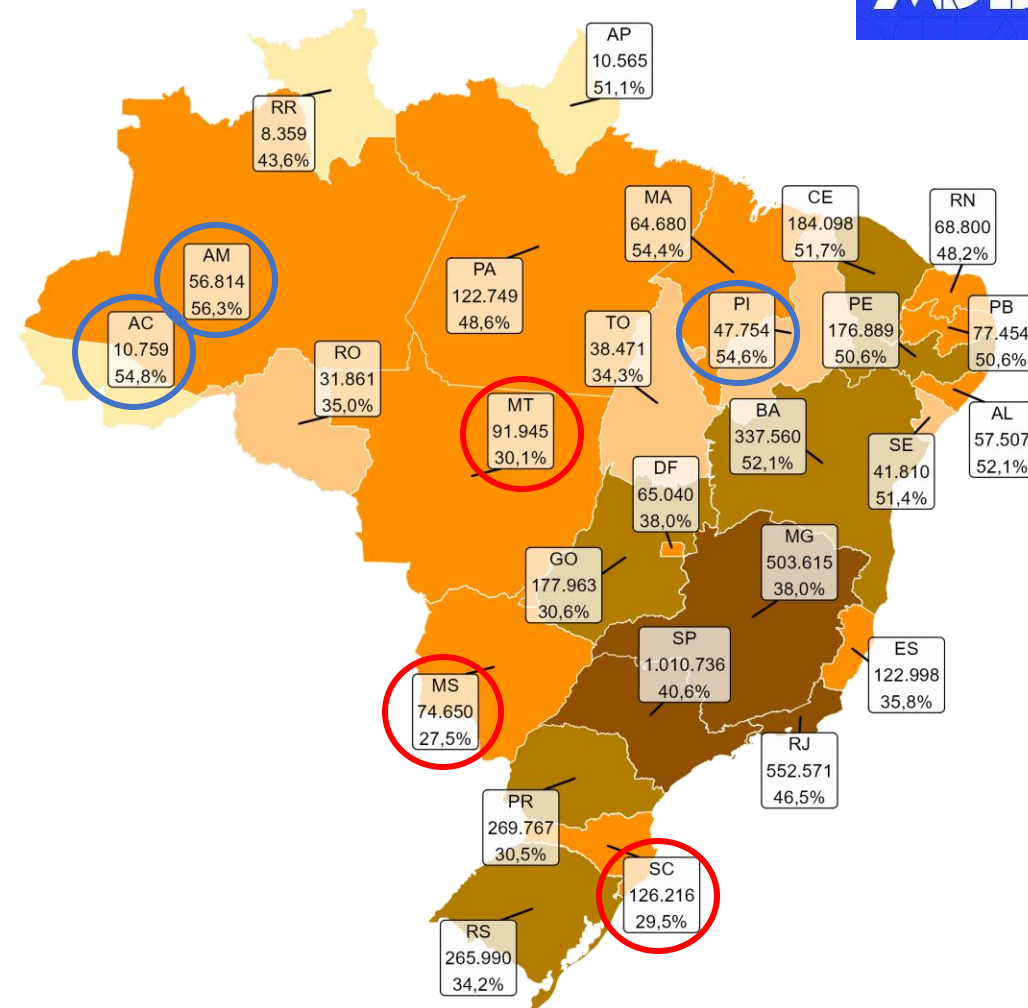 AP
10.565
51,1%
RR
8.359
43,6%
MA
64.680
54,4%
CE
184.098
51,7%
RN
68.800
48,2%
AM
56.814
56,3%
PA
122.749
48,6%
PI
47.754
54,6%
PE
176.889
50,6%
PB
77.454
50,6%
AC
10.759
54,8%
RO
31.861
35,0%
TO
38.471
34,3%
MT
91.945
30,1%
BA
337.560
52,1%
AL
57.507
52,1%
SE
41.810
51,4%
DF
65.040
38,0%
GO
177.963
30,6%
MG
503.615
38,0%
SP
1.010.736
40,6%
ES
122.998
35,8%
MS
74.650
27,5%
RJ
552.571
46,5%
PR
269.767
30,5%
SC
126.216
29,5%
RS
265.990
34,2%